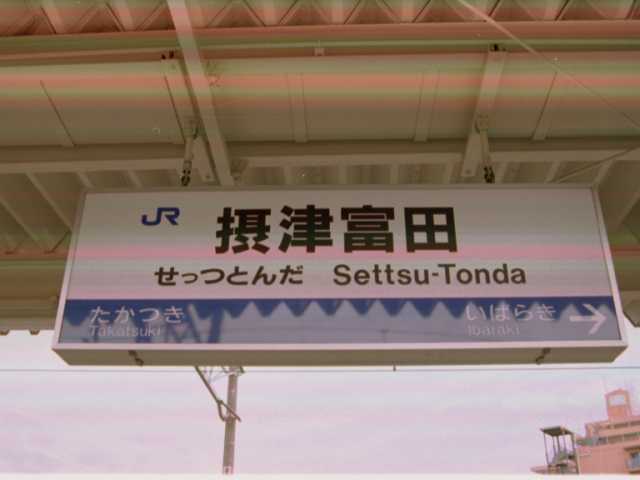 JR 摂津富田
せっつとんだ Settsu-Tonda
たかつき いばらき
Takatsuki Ibaraki